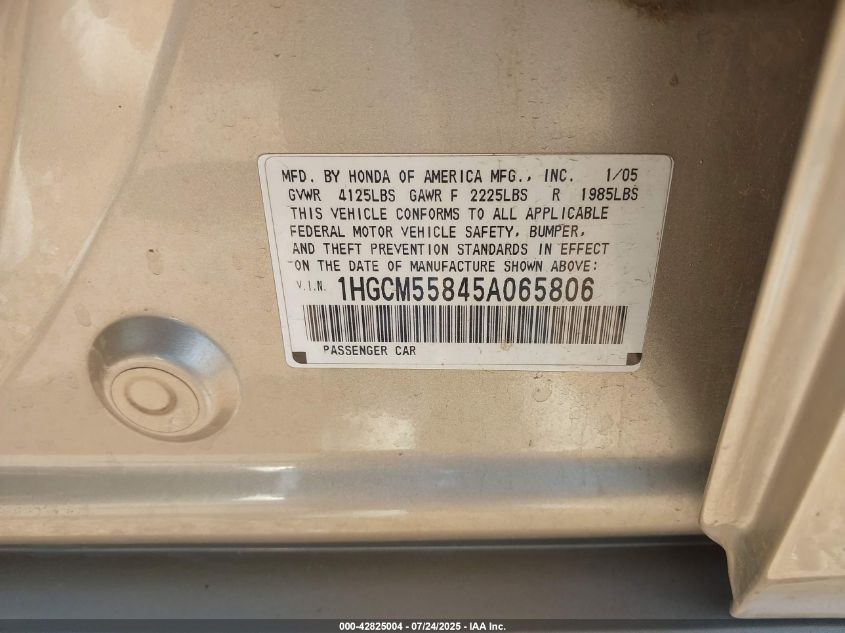 MFD. BY HONDA OF AMERICA MFG., INC. 1/05
GVWR 4125LBS GAWR F 2225LBS R 1985LBS
THIS VEHICLE CONFORMS TO ALL APPLICABLE
FEDERAL MOTOR VEHICLE SAFETY, BUMPER,
AND THEFT PREVENTION STANDARDS IN EFFECT
ON THE DATE OF MANUFACTURE SHOWN ABOVE:
V.I.N. 1HGCM55845A065806
PASSENGER CAR
000-42825004 - 07/24/2025 - IAA Inc.